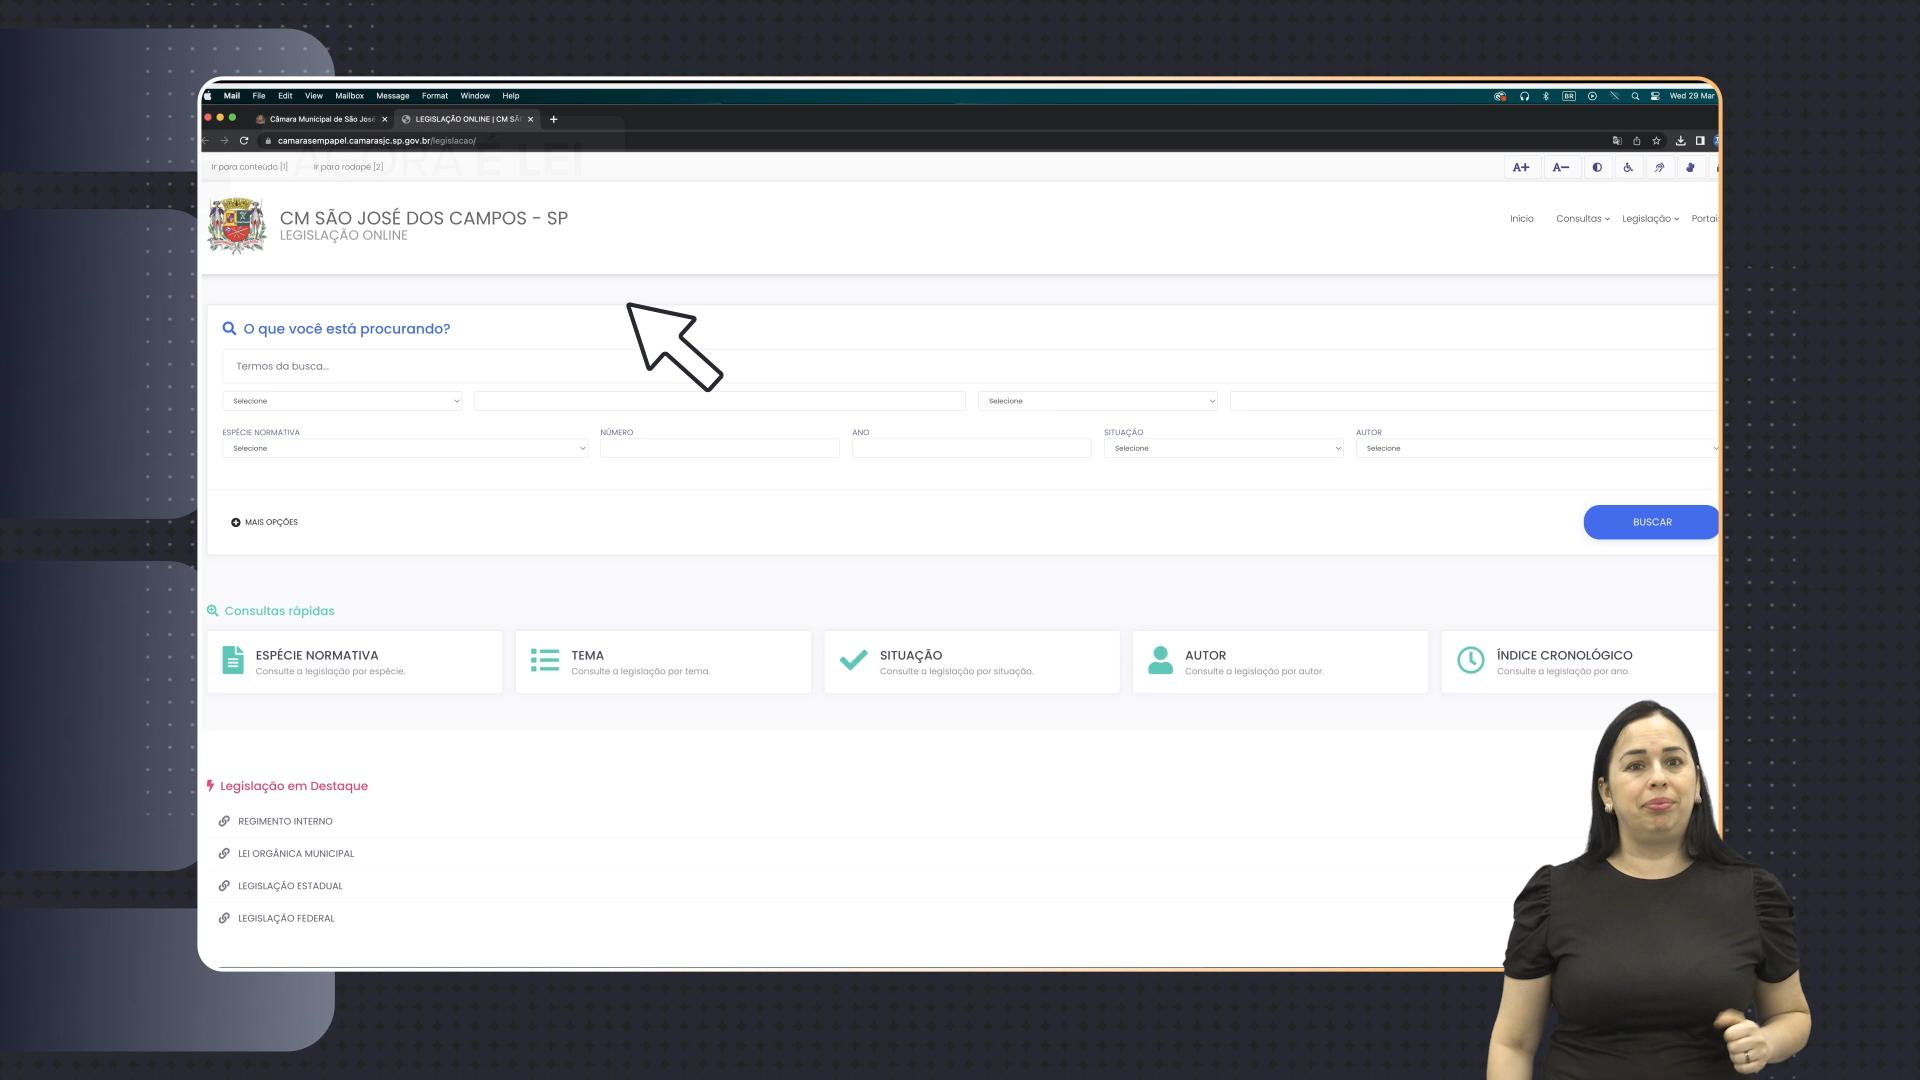 Mail File Edit View Mailbox Message Format Window Help BR Wed 29 Mar
Câmara Municipal de São José LEGISLAÇÃO ONLINE | CM SÃO
camarasempapel.camarasjc.sp.gov.br/legislacao/
AGORA É LEI
Ir para conteúdo [1] Ir para rodapé [2] A+ A–
CM SÃO JOSÉ DOS CAMPOS - SP
LEGISLAÇÃO ONLINE
Início Consultas Legislação Portais
O que você está procurando?
Termos da busca...
Selecione Selecione
ESPÉCIE NORMATIVA NÚMERO ANO SITUAÇÃO AUTOR
Selecione Selecione Selecione
MAIS OPÇÕES BUSCAR
Consultas rápidas
ESPÉCIE NORMATIVA
Consulte a legislação por espécie.
TEMA
Consulte a legislação por tema.
SITUAÇÃO
Consulte a legislação por situação.
AUTOR
Consulte a legislação por autor.
ÍNDICE CRONOLÓGICO
Consulte a legislação por ano.
Legislação em Destaque
REGIMENTO INTERNO
LEI ORGÂNICA MUNICIPAL
LEGISLAÇÃO ESTADUAL
LEGISLAÇÃO FEDERAL